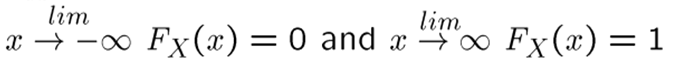 x lim→ −∞ F_X(x) = 0 and x lim→ ∞ F_X(x) = 1